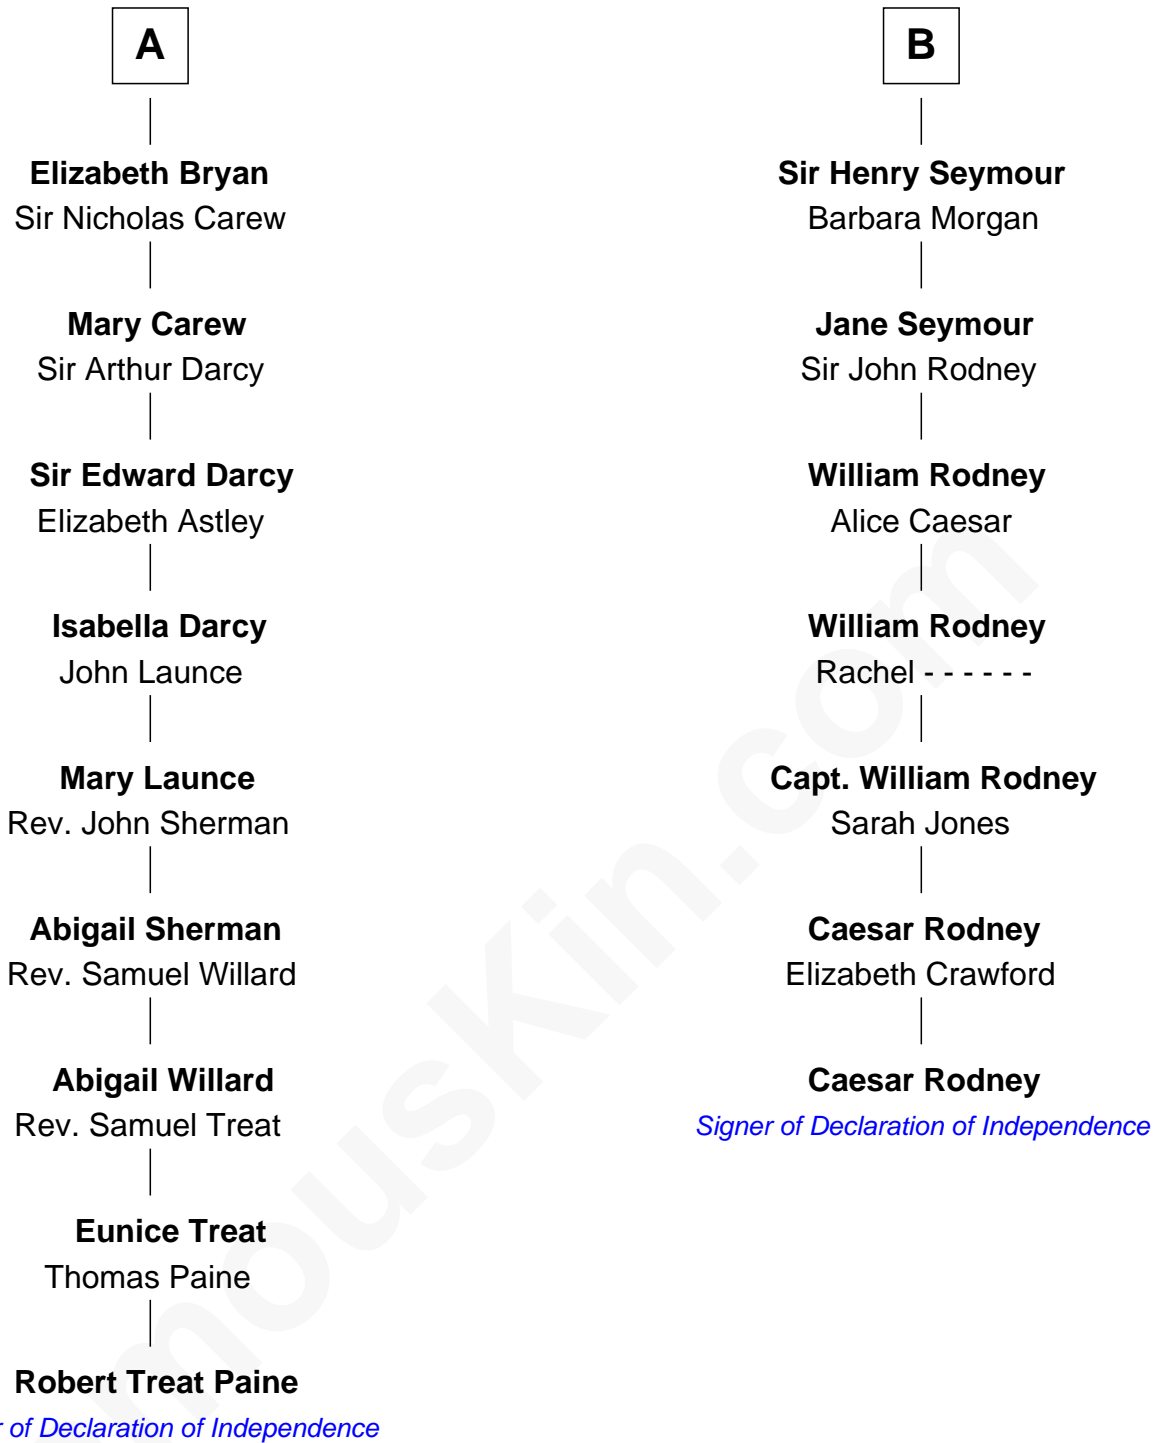 A
Elizabeth Bryan
Sir Nicholas Carew
Mary Carew
Sir Arthur Darcy
Sir Edward Darcy
Elizabeth Astley
Isabella Darcy
John Launce
Mary Launce
Rev. John Sherman
Abigail Sherman
Rev. Samuel Willard
Abigail Willard
Rev. Samuel Treat
Eunice Treat
Thomas Paine
Robert Treat Paine
of Declaration of Independence
B
Sir Henry Seymour
Barbara Morgan
Jane Seymour
Sir John Rodney
William Rodney
Alice Caesar
William Rodney
Rachel - - - - - -
Capt. William Rodney
Sarah Jones
Caesar Rodney
Elizabeth Crawford
Caesar Rodney
Signer of Declaration of Independence
mousKin.com